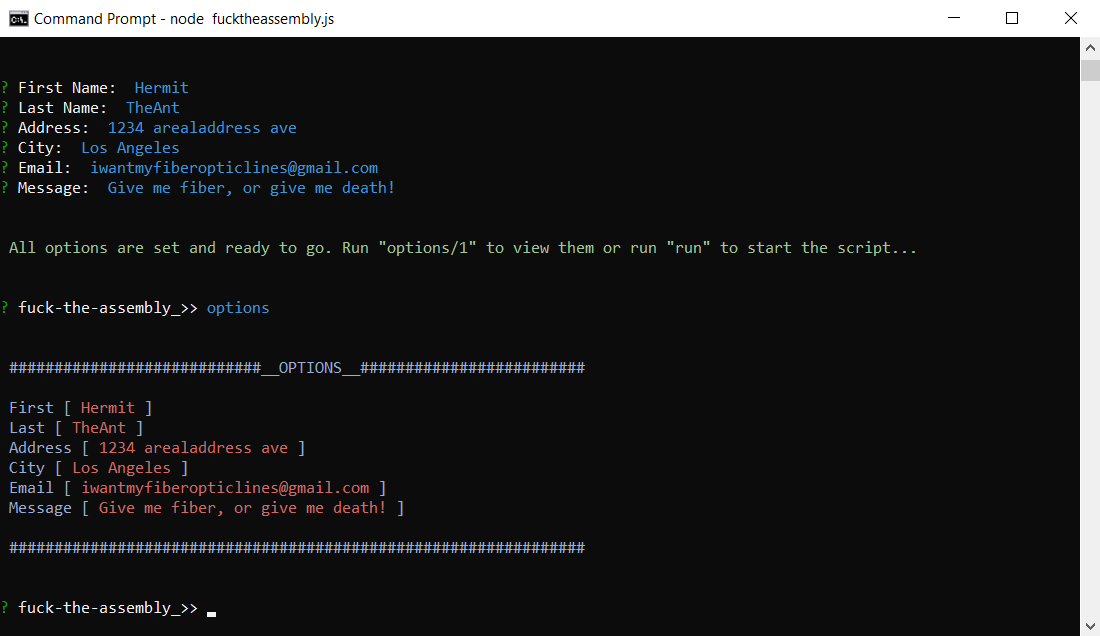 Command Prompt - node  fucktheassembly.js
? First Name:  Hermit
? Last Name:  TheAnt
? Address:  1234 arealaddress ave
? City:  Los Angeles
? Email:  iwantmyfiberopticlines@gmail.com
? Message:  Give me fiber, or give me death!
All options are set and ready to go. Run "options/1" to view them or run "run" to start the script...
? fuck-the-assembly_>> options
############################__OPTIONS__#########################
First [ Hermit ]
Last [ TheAnt ]
Address [ 1234 arealaddress ave ]
City [ Los Angeles ]
Email [ iwantmyfiberopticlines@gmail.com ]
Message [ Give me fiber, or give me death! ]
################################################################
? fuck-the-assembly_>>